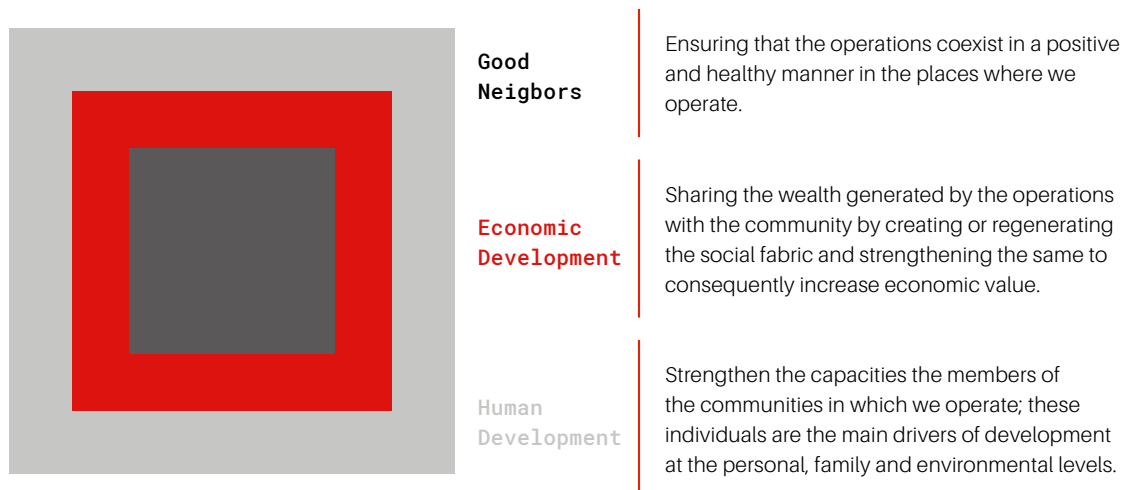 Good
Neigbors
Ensuring that the operations coexist in a positive
and healthy manner in the places where we
operate.
Economic
Development
Sharing the wealth generated by the operations
with the community by creating or regenerating
the social fabric and strengthening the same to
consequently increase economic value.
Human
Development
Strengthen the capacities the members of
the communities in which we operate; these
individuals are the main drivers of development
at the personal, family and environmental levels.